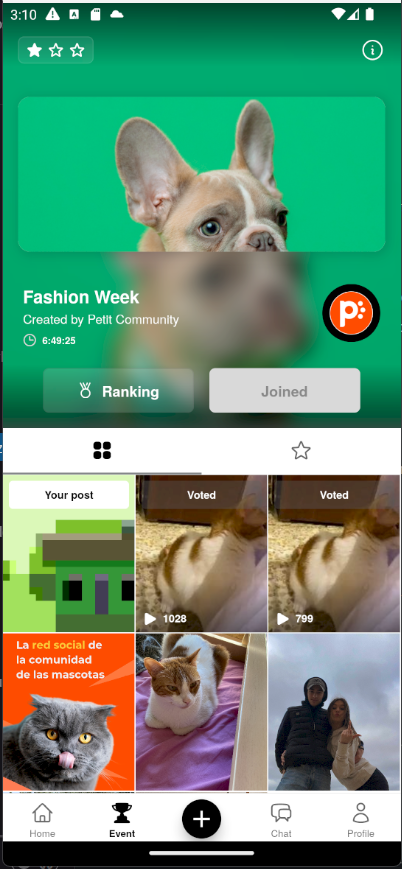 3:10
Fashion Week
Created by Petit Community
6:49:25
Ranking
Joined
Your post
Voted
Voted
1028
799
La red social de
la comunidad
de las mascotas
Home
Event
Chat
Profile